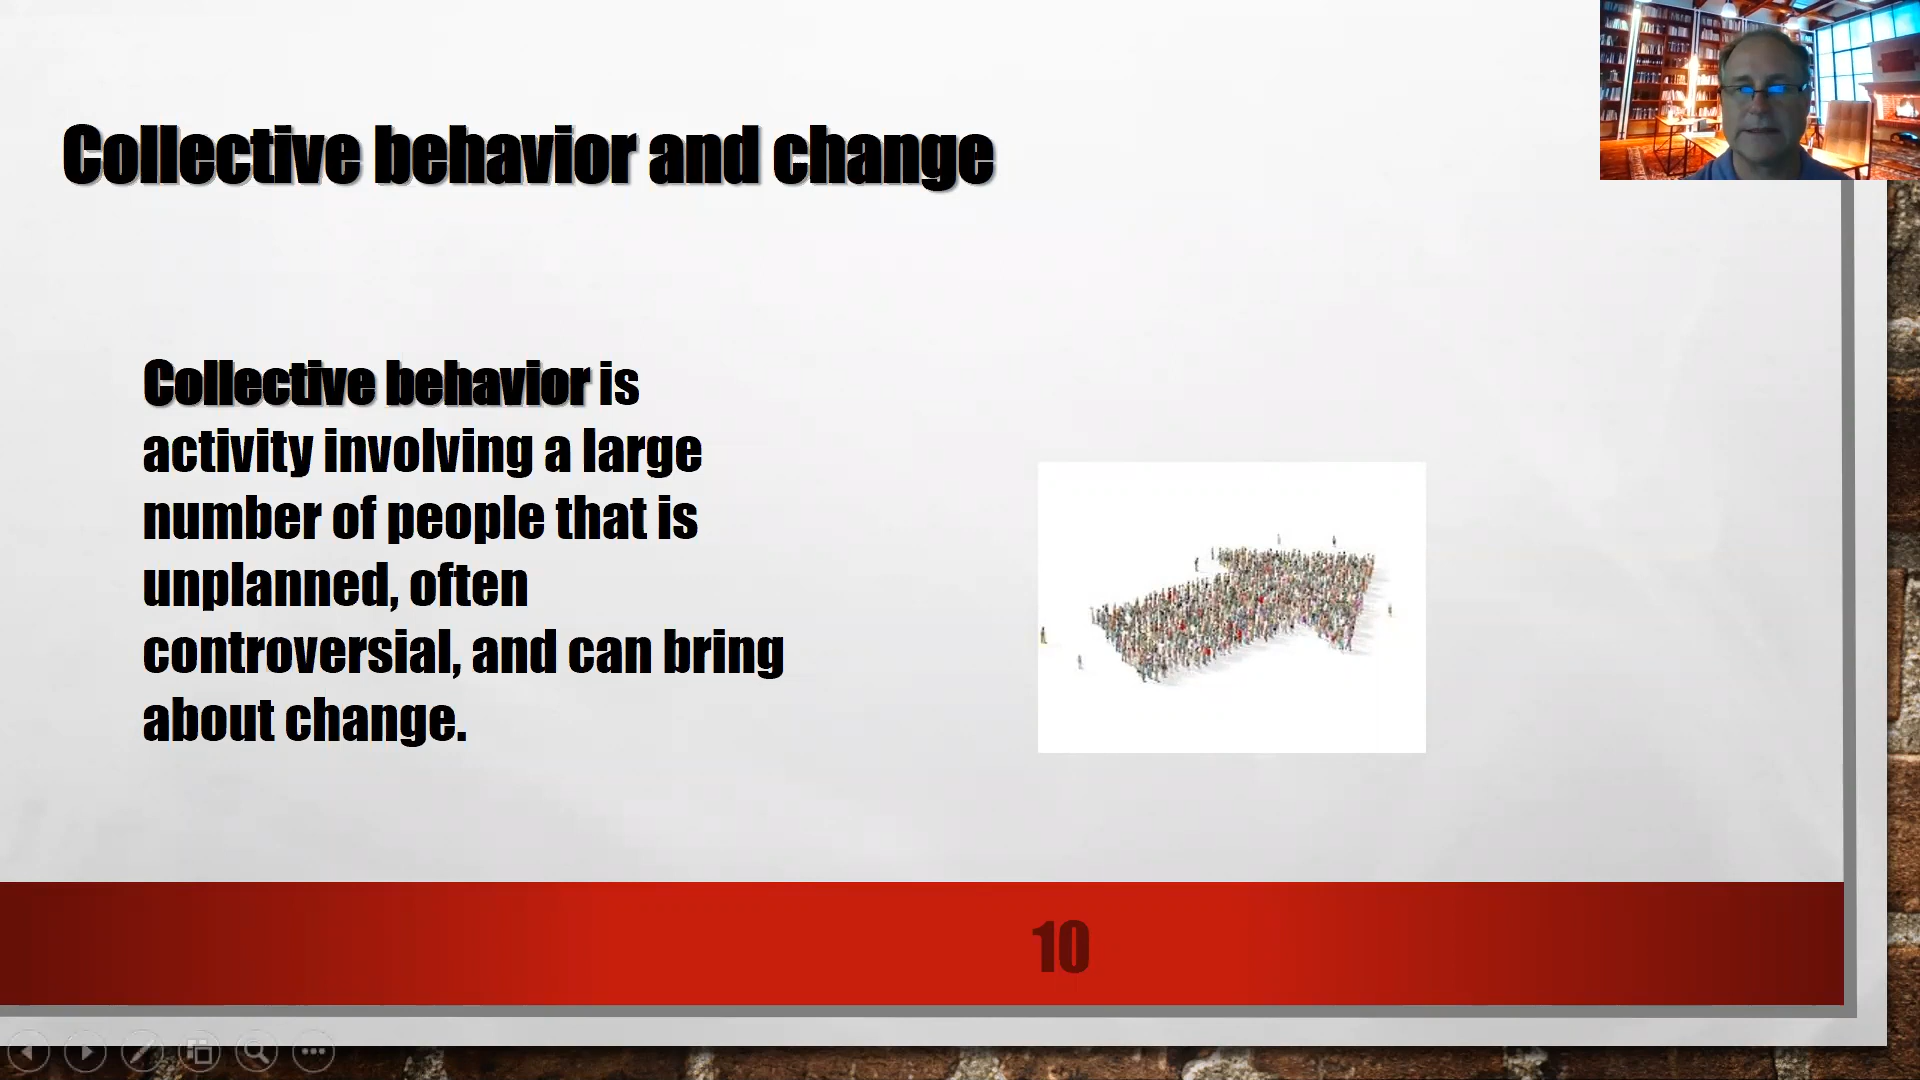 Collective behavior and change
Collective behavior is
activity involving a large
number of people that is
unplanned, often
controversial, and can bring
about change.
10